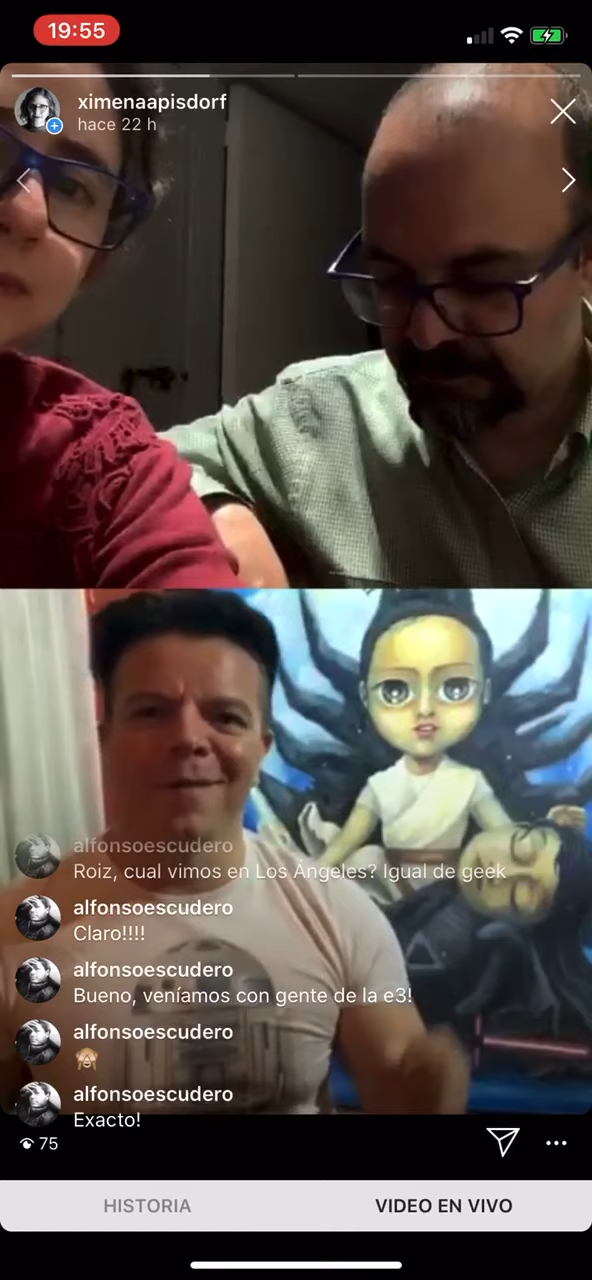 19:55
ximenaapisdorf
hace 22 h
alfonsoescudero
Roiz, cual vimos en Los Ángeles? Igual de geek
alfonsoescudero
Claro!!!!
alfonsoescudero
Bueno, veníamos con gente de la e3!
alfonsoescudero
🙈
alfonsoescudero
Exacto!
75
HISTORIA
VIDEO EN VIVO